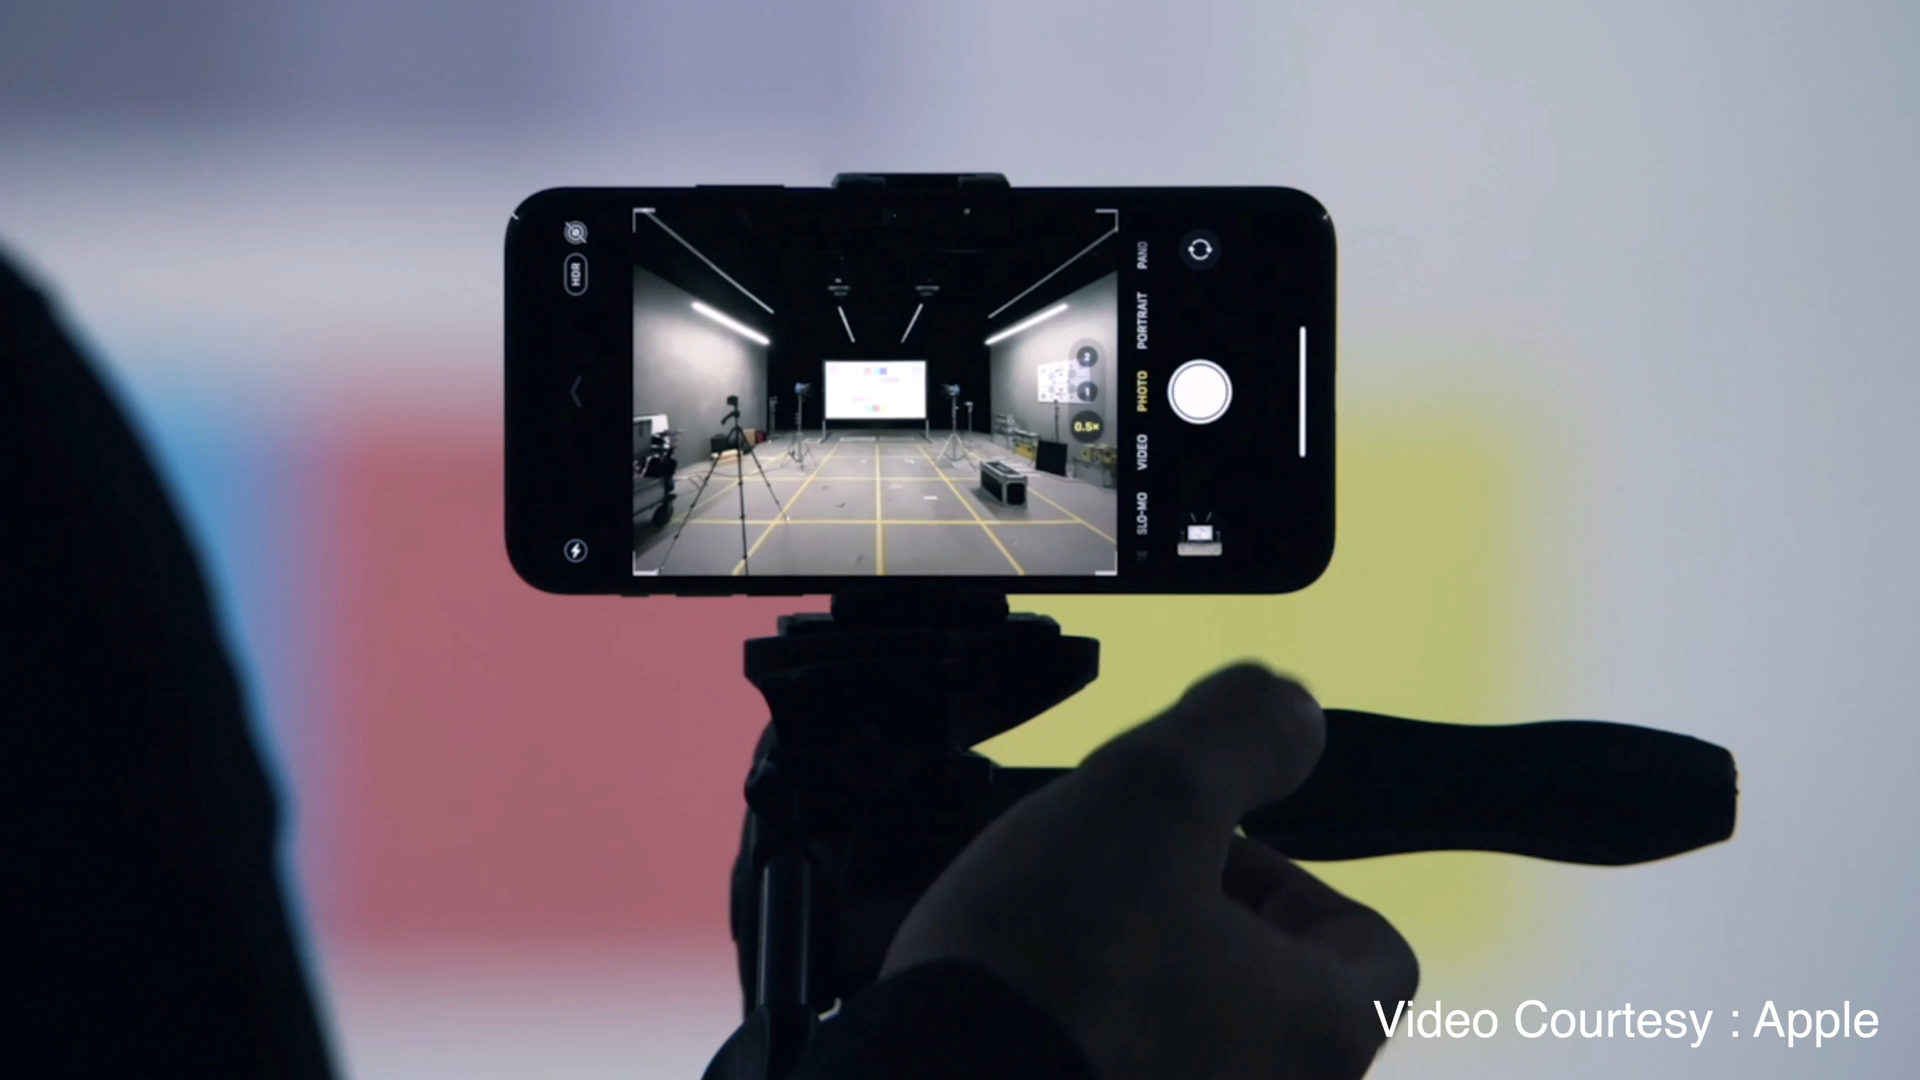 HDR
PANO
PORTRAIT
PHOTO
VIDEO
SLO-MO
2
1
0.5×
Video Courtesy : Apple